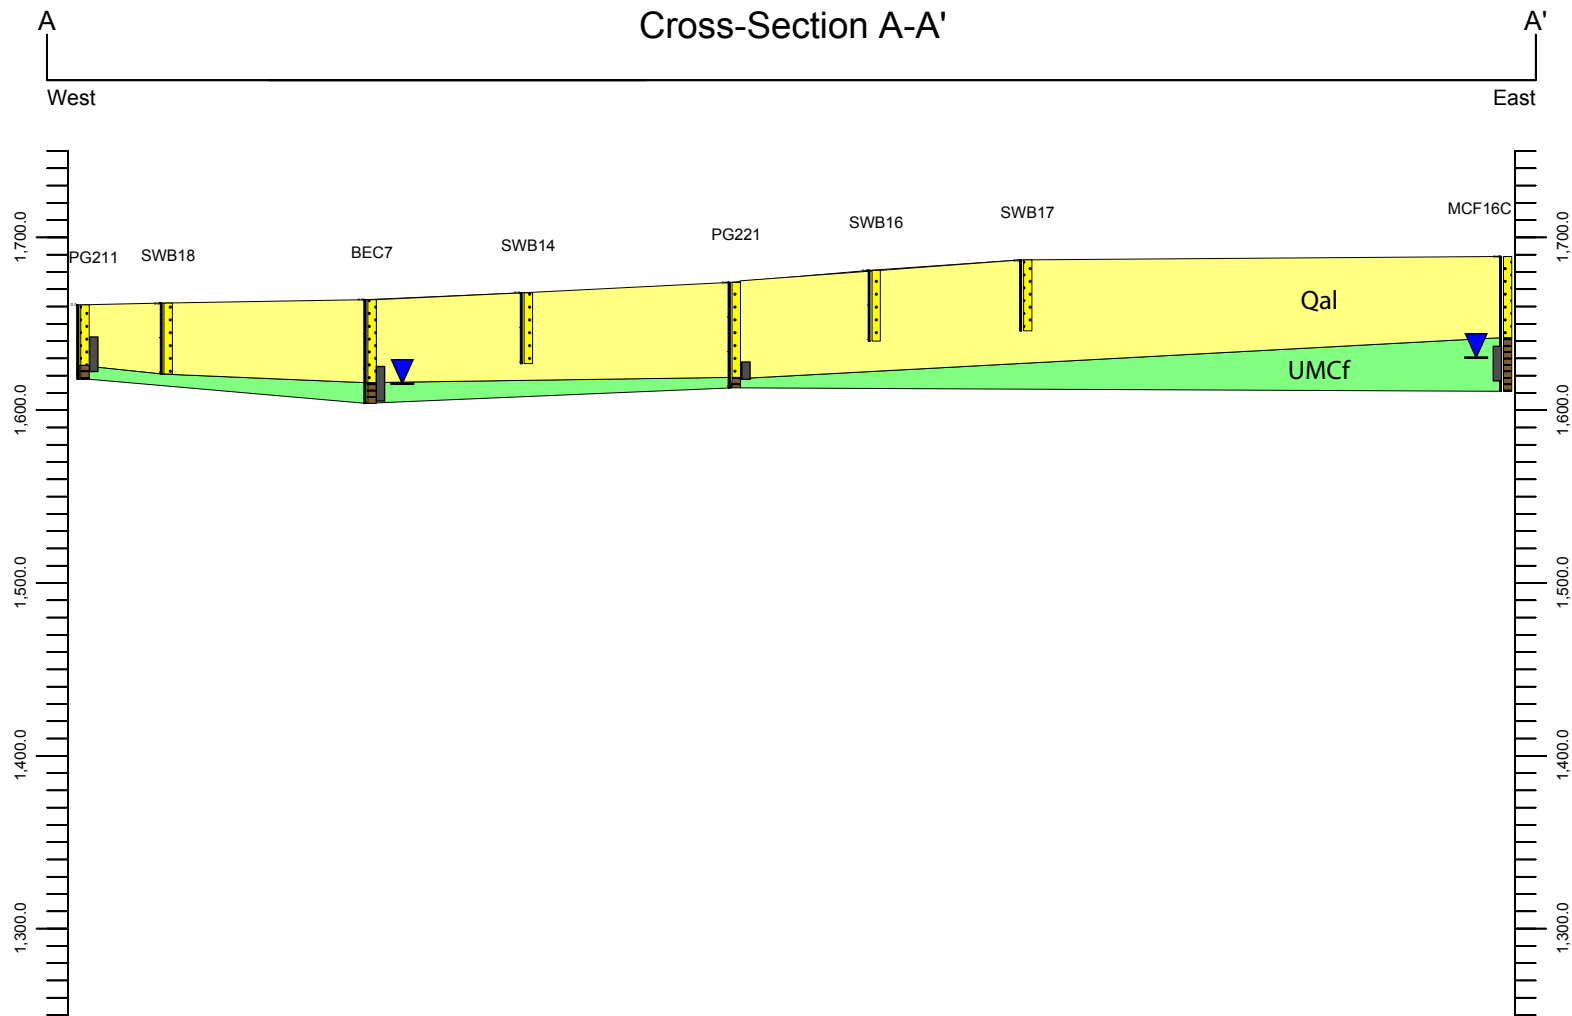 A
Cross-Section A-A'
A'
West
East
PG211
SWB18
BEC7
SWB14
PG221
SWB16
SWB17
MCF16C
1,700.0
1,700.0
Qal
UMCf
1,600.0
1,600.0
1,500.0
1,500.0
1,400.0
1,400.0
1,300.0
1,300.0